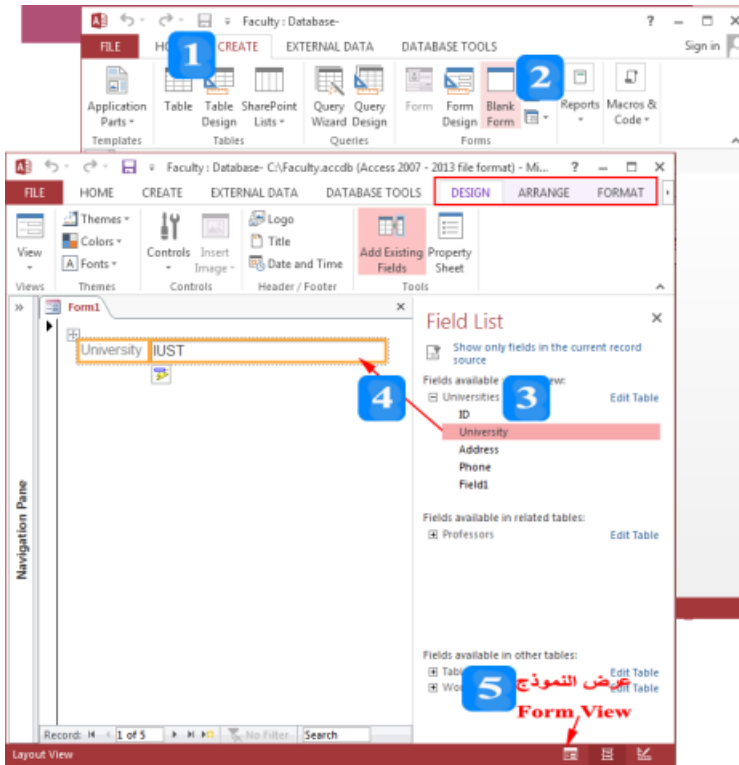 Faculty : Database-
?
Sign in
FILE
CREATE
EXTERNAL DATA
DATABASE TOOLS
1
2
Application Parts
Table
Table Design
SharePoint Lists
Query Wizard
Query Design
Form
Form Design
Blank Form
Reports
Macros & Code
Templates
Tables
Queries
Forms
Faculty : Database- C:\Faculty.accdb (Access 2007 - 2013 file format) - Mi...
?
FILE
HOME
CREATE
EXTERNAL DATA
DATABASE TOOLS
DESIGN
ARRANGE
FORMAT
View
Themes
Colors
Fonts
Controls
Insert Image
Logo
Title
Date and Time
Add Existing Fields
Property Sheet
Views
Themes
Controls
Header / Footer
Tools
Form1
University
IUST
Field List
Show only fields in the current record
source
Fields available
ew:
Universities
Edit Table
3
4
ID
University
Address
Phone
Field1
Fields available in related tables:
Professors
Edit Table
Navigation Pane
Fields available in other tables:
Edit Table
5
عرض النموذج
Form View
Record:
1 of 5
No Filter
Search
Layout View